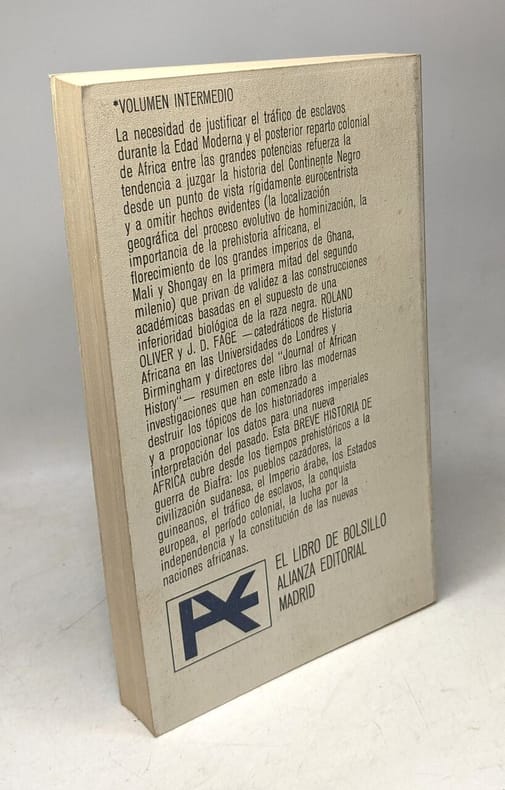 *VOLUMEN INTERMEDIO
La necesidad de justificar el tráfico de esclavos
durante la Edad Moderna y el posterior reparto colonial
de Africa entre las grandes potencias refuerza la
tendencia a juzgar la historia del Continente Negro
desde un punto de vista rígidamente eurocentrista
y a omitir hechos evidentes (la localización
geográfica del proceso evolutivo de hominización, la
importancia de la prehistoria africana, el
florecimiento de los grandes imperios de Ghana,
Mali y Shongay en la primera mitad del segundo
milenio) que privan de validez a las construcciones
académicas basadas en el supuesto de una
inferioridad biológica de la raza negra. ROLAND
OLIVER y J. D. FAGE —catedráticos de Historia
Africana en las Universidades de Londres y
Birmingham y directores del "Journal of African
History"— resumen en este libro las modernas
investigaciones que han comenzado a
destruir los tópicos de los historiadores imperiales
y a propocionar los datos para una nueva
interpretación del pasado. Esta BREVE HISTORIA DE
AFRICA cubre desde los tiempos prehistóricos a la
guerra de Biafra: los pueblos cazadores, la
civilización sudanesa, el Imperio árabe, los Estados
guineanos, el tráfico de esclavos, la conquista
europea, el período colonial, la lucha por la
independencia y la constitución de las nuevas
naciones africanas.
EL LIBRO DE BOLSILLO
ALIANZA EDITORIAL
MADRID